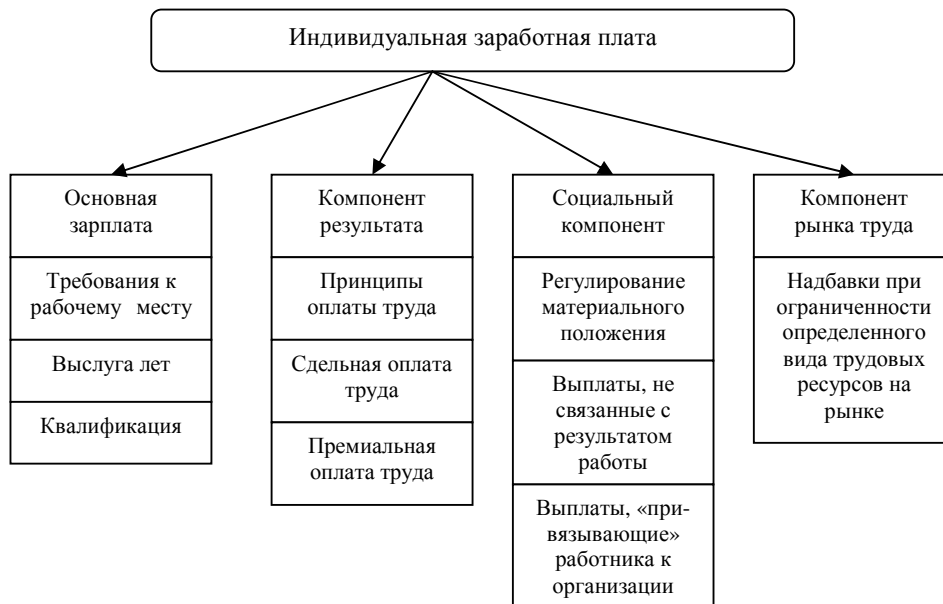 Индивидуальная заработная плата
Основная
зарплата
Требования к
рабочему месту
Выслуга лет
Квалификация
Компонент
результата
Принципы
оплаты труда
Сдельная оплата
труда
Премиальная
оплата труда
Социальный
компонент
Регулирование
материального
положения
Выплаты, не
связанные с
результатом
работы
Выплаты, «при-
вязывающие»
работника к
организации
Компонент
рынка труда
Надбавки при
ограниченности
определенного
вида трудовых
ресурсов на
рынке